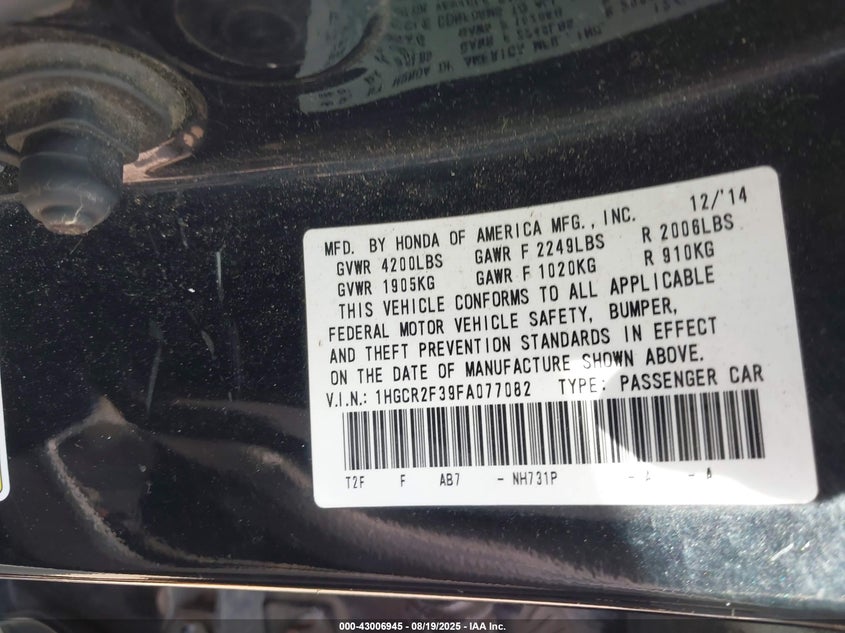 MFD. BY HONDA OF AMERICA MFG., INC. 12/'14
GVWR 4200LBS GAWR F 2249LBS R 2006LBS
GVWR 1905KG GAWR F 1020KG R 910KG
THIS VEHICLE CONFORMS TO ALL APPLICABLE
FEDERAL MOTOR VEHICLE SAFETY, BUMPER,
AND THEFT PREVENTION STANDARDS IN EFFECT
ON THE DATE OF MANUFACTURE SHOWN ABOVE.
V.I.N.: 1HGCR2F39FA077082 TYPE: PASSENGER CAR
T2F F AB7 - NH731P - A - A
000-43006945 - 08/19/2025 - IAA Inc.